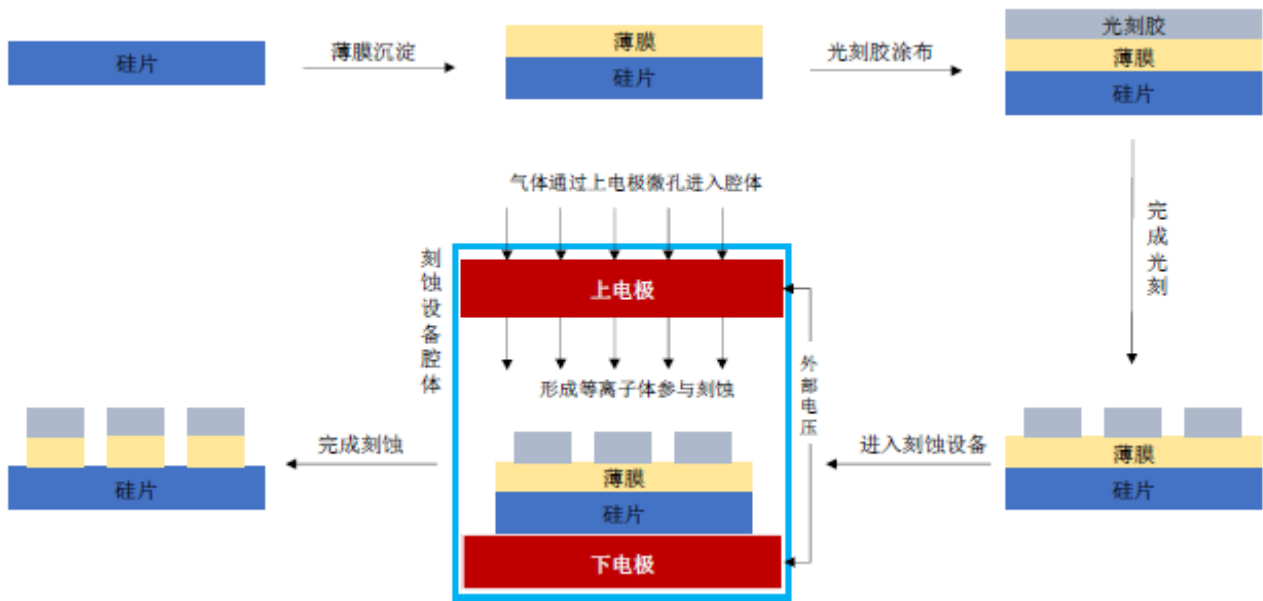 硅片
薄膜沉淀
薄膜
硅片
光刻胶涂布
光刻胶
薄膜
硅片
完成光刻
薄膜
硅片
进入刻蚀设备
气体通过上电极微孔进入腔体
刻蚀设备腔体
上电极
形成等离子体参与刻蚀
外部电压
薄膜
硅片
下电极
完成刻蚀
硅片